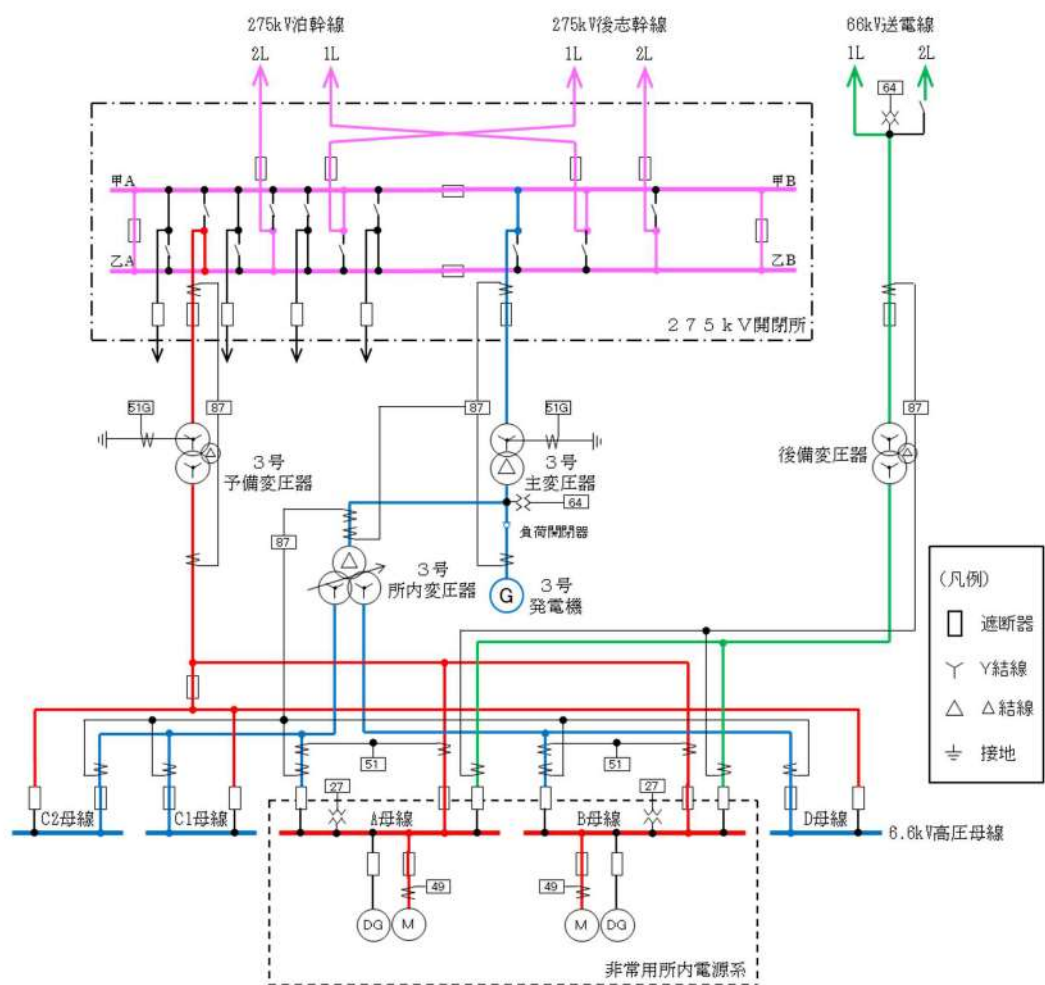 275kV泊幹線
275kV後志幹線
66kV送電線
2L
1L
1L
2L
1L
2L
64
甲A
甲B
乙A
乙B
275kV開閉所
51G
87
87
51G
87
3号
予備変圧器
3号
主変圧器
後備変圧器
64
負荷開閉器
87
3号
所内変圧器
G
3号
発電機
(凡例)
遮断器
Y結線
△結線
接地
51
51
27
27
C2母線
C1母線
A母線
B母線
D母線
6.6kV高圧母線
49
49
DG
M
M
DG
非常用所内電源系